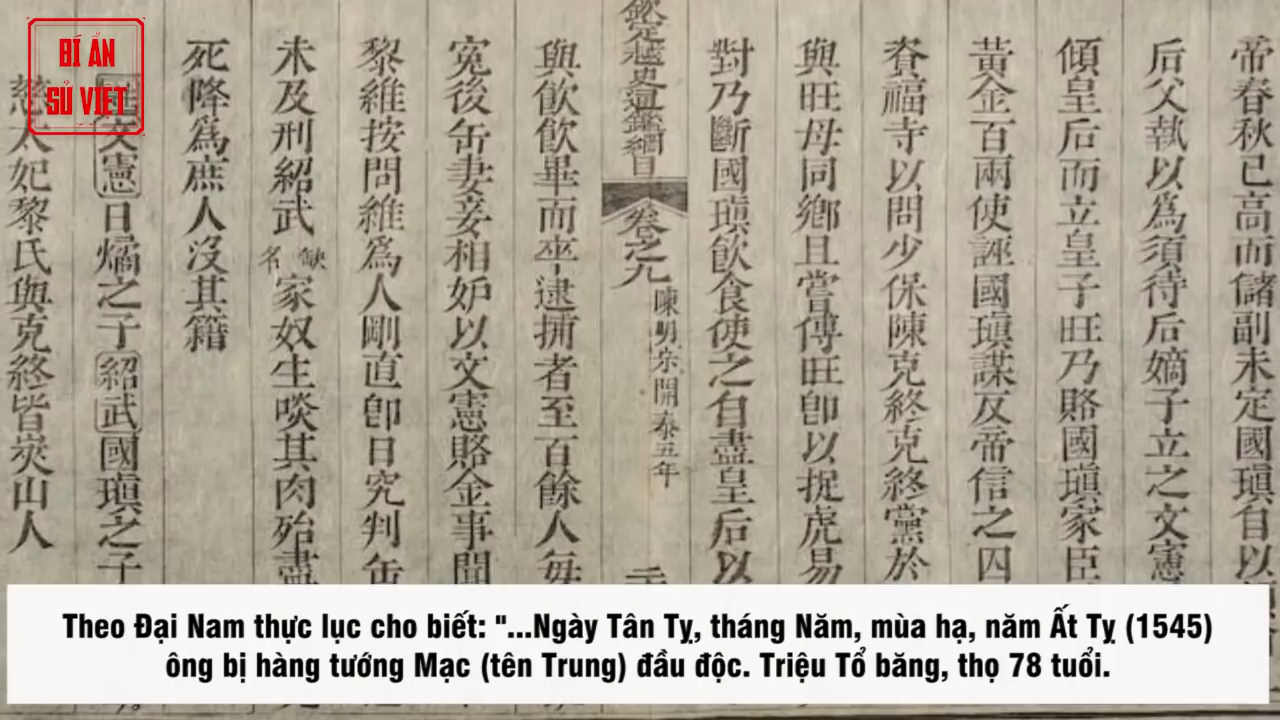 BÍ ẨN
SỬ VIỆT
帝春秋已高而儲副未定國瑱自以
后父執以為須待后嫡子立之文憲
傾皇后而立皇子旺乃賂國瑱家臣
黃金百兩使誣國瑱謀反帝信之囚
資福寺以問少保陳克終克終黨於
與旺母同鄉且嘗傅旺卽以捉虎易
對乃斷國瑱飲食使之自盡皇后以
欽定越史通鑑綱目 卷之九 陳明宗開泰五年
與飲飲畢而卒逮捕者至百餘人每
寃後缶妻妾相妒以文憲賂金事聞
黎維按問維為人剛直卽日究判缶
未及刑紹武缺名家奴生啖其肉殆盡
死降為庶人沒其籍
文憲日燏之子紹武國瑱之子
慈太妃黎氏與克終皆炭山人
Theo Đại Nam thực lục cho biết: "...Ngày Tân Tỵ, tháng Năm, mùa hạ, năm Ất Tỵ (1545)
ông bị hàng tướng Mạc (tên Trung) đầu độc. Triệu Tổ băng, thọ 78 tuổi.